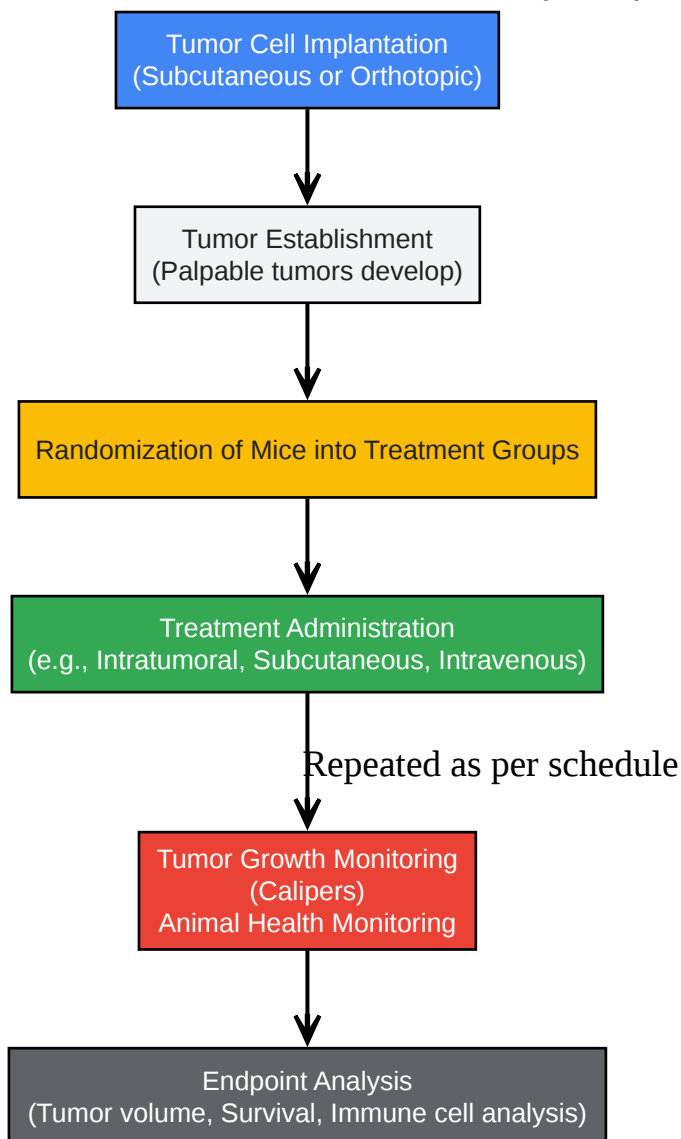 Tumor Cell Implantation
(Subcutaneous or Orthotopic)
Tumor Establishment
(Palpable tumors develop)
Randomization of Mice into Treatment Groups
Treatment Administration
(e.g., Intratumoral, Subcutaneous, Intravenous)
Repeated as per schedule
Tumor Growth Monitoring
(Calipers)
Animal Health Monitoring
Endpoint Analysis
(Tumor volume, Survival, Immune cell analysis)